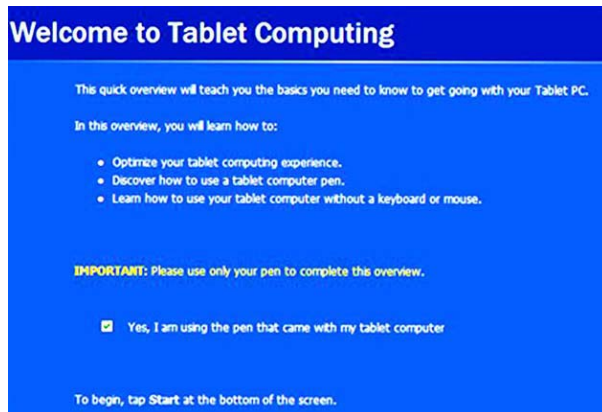 Welcome to Tablet Computing
This quick overview will teach you the basics you need to know to get going with your Tablet PC.
In this overview, you will learn how to:
• Optimize your tablet computing experience.
• Discover how to use a tablet computer pen.
• Learn how to use your tablet computer without a keyboard or mouse.
IMPORTANT: Please use only your pen to complete this overview.
Yes, I am using the pen that came with my tablet computer
To begin, tap Start at the bottom of the screen.